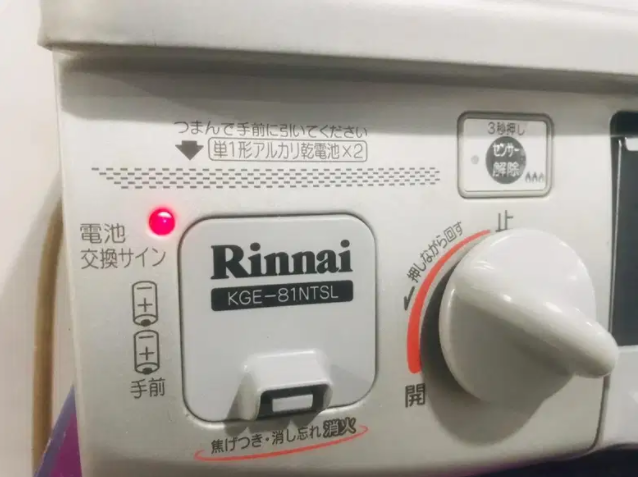 つまんで手前に引いてください
単1形アルカリ乾電池×2
3秒押し
センサー
解除
電池
交換サイン
Rinnai
KGE-81NTSL
手前
止
押しながら回す
開
焦げつき・消し忘れ消火